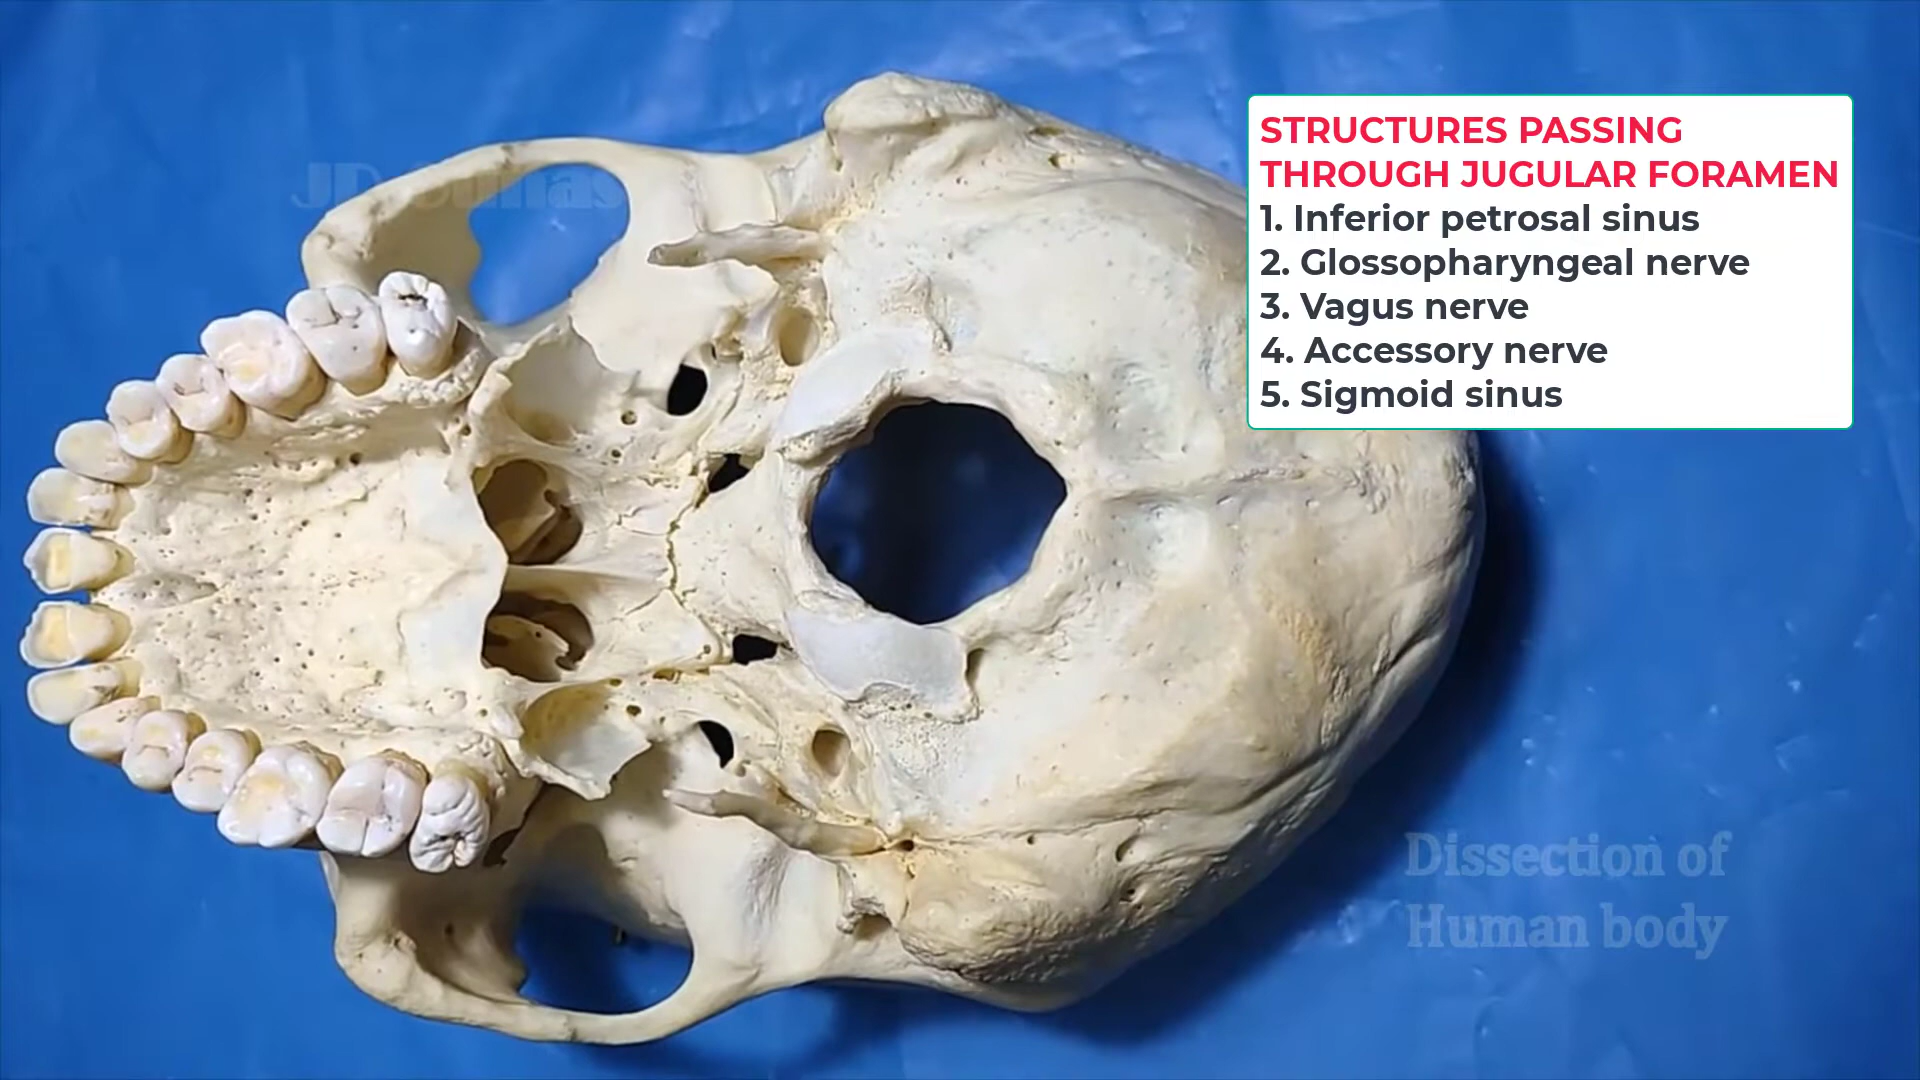 STRUCTURES PASSING
THROUGH JUGULAR FORAMEN
1. Inferior petrosal sinus
2. Glossopharyngeal nerve
3. Vagus nerve
4. Accessory nerve
5. Sigmoid sinus
Dissection of
Human body